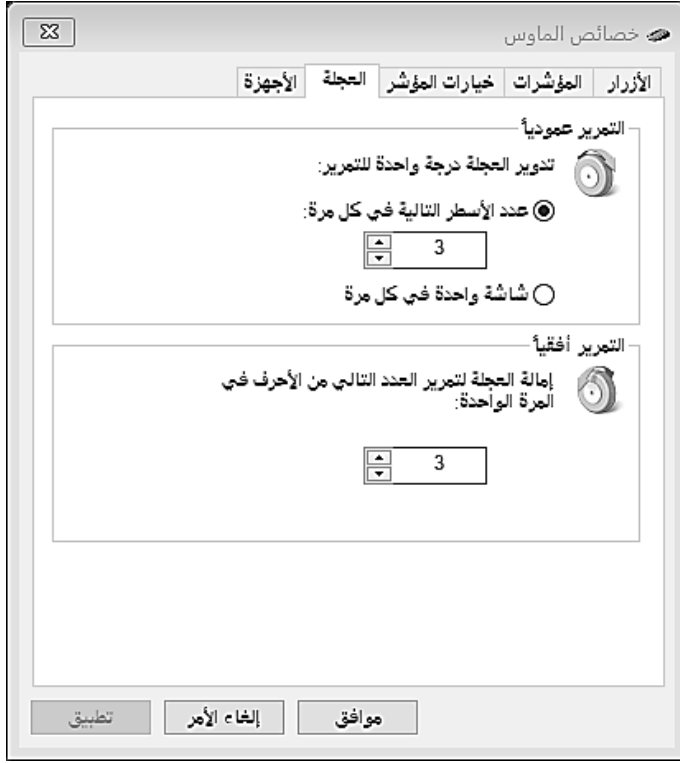 خصائص الماوس
الأزرار المؤشرات خيارات المؤشر العجلة الأجهزة
التمرير عمودياً
تدوير العجلة درجة واحدة للتمرير:
عدد الأسطر التالية في كل مرة:
3
شاشة واحدة في كل مرة
التمرير أفقياً
إمالة العجلة لتمرير العدد التالي من الأحرف في
المرة الواحدة:
3
موافق إلغاء الأمر تطبيق